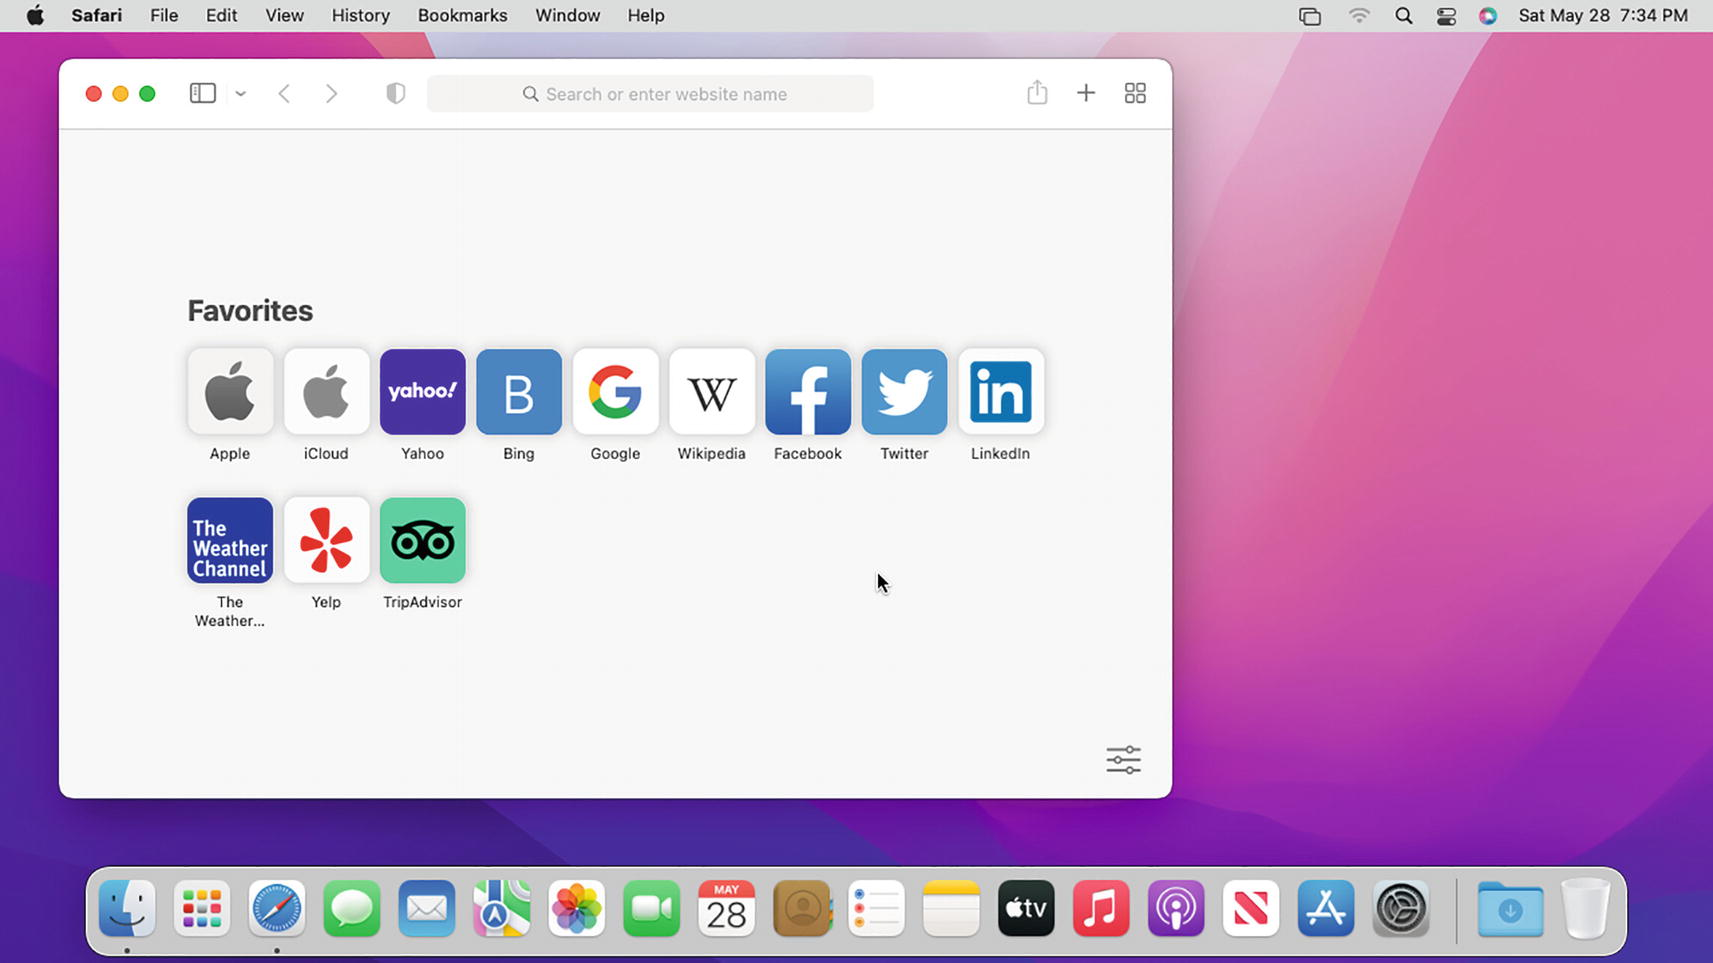 Safari File Edit View History Bookmarks Window Help Sat May 28 7:34 PM
Search or enter website name
Favorites
yahoo! B G W f in
Apple iCloud Yahoo Bing Google Wikipedia Facebook Twitter LinkedIn
The
Weather
Channel
The
Weather...
Yelp TripAdvisor
MAY
28
tv